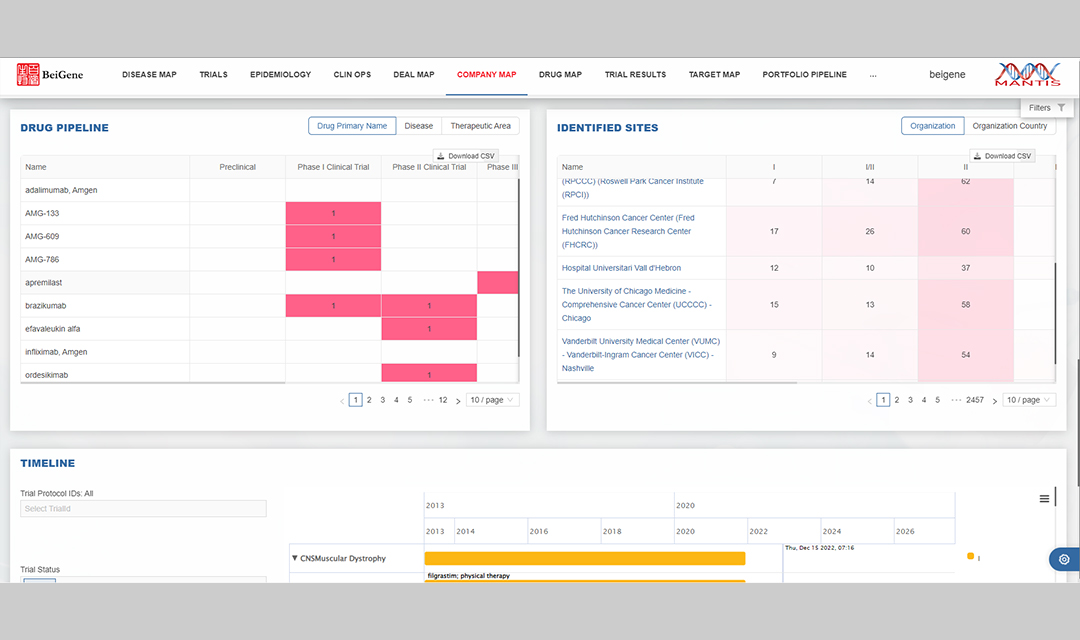 BeiGene
DISEASE MAP TRIALS EPIDEMIOLOGY CLIN OPS DEAL MAP COMPANY MAP DRUG MAP TRIAL RESULTS TARGET MAP PORTFOLIO PIPELINE ... beigene
MANTIS
Filters
DRUG PIPELINE
Drug Primary Name Disease Therapeutic Area
Download CSV
Name Preclinical Phase I Clinical Trial Phase II Clinical Trial Phase III
adalimumab, Amgen
AMG-133 1
AMG-609 1
AMG-786 1
apremilast
brazikumab 1 1
efavaleukin alfa 1
infliximab, Amgen
ordesikimab 1
< 1 2 3 4 5 ··· 12 > 10 / page
IDENTIFIED SITES
Organization Organization Country
Download CSV
Name I I/II II
(RPCCC) (Roswell Park Cancer Institute
(RPCI)) 7 14 62
Fred Hutchinson Cancer Center (Fred
Hutchinson Cancer Research Center 17 26 60
(FHCRC))
Hospital Universitari Vall d'Hebron 12 10 37
The University of Chicago Medicine -
Comprehensive Cancer Center (UCCCC) - 15 13 58
Chicago
Vanderbilt University Medical Center (VUMC)
- Vanderbilt-Ingram Cancer Center (VICC) - 9 14 54
Nashville
< 1 2 3 4 5 ··· 2457 > 10 / page
TIMELINE
Trial Protocol IDs: All
Select TrialId
Trial Status
2013 2020
2013 2014 2016 2018 2020 2022 2024 2026
Thu, Dec 15 2022, 07:16
▼ CNSMuscular Dystrophy
I
filgrastim; physical therapy